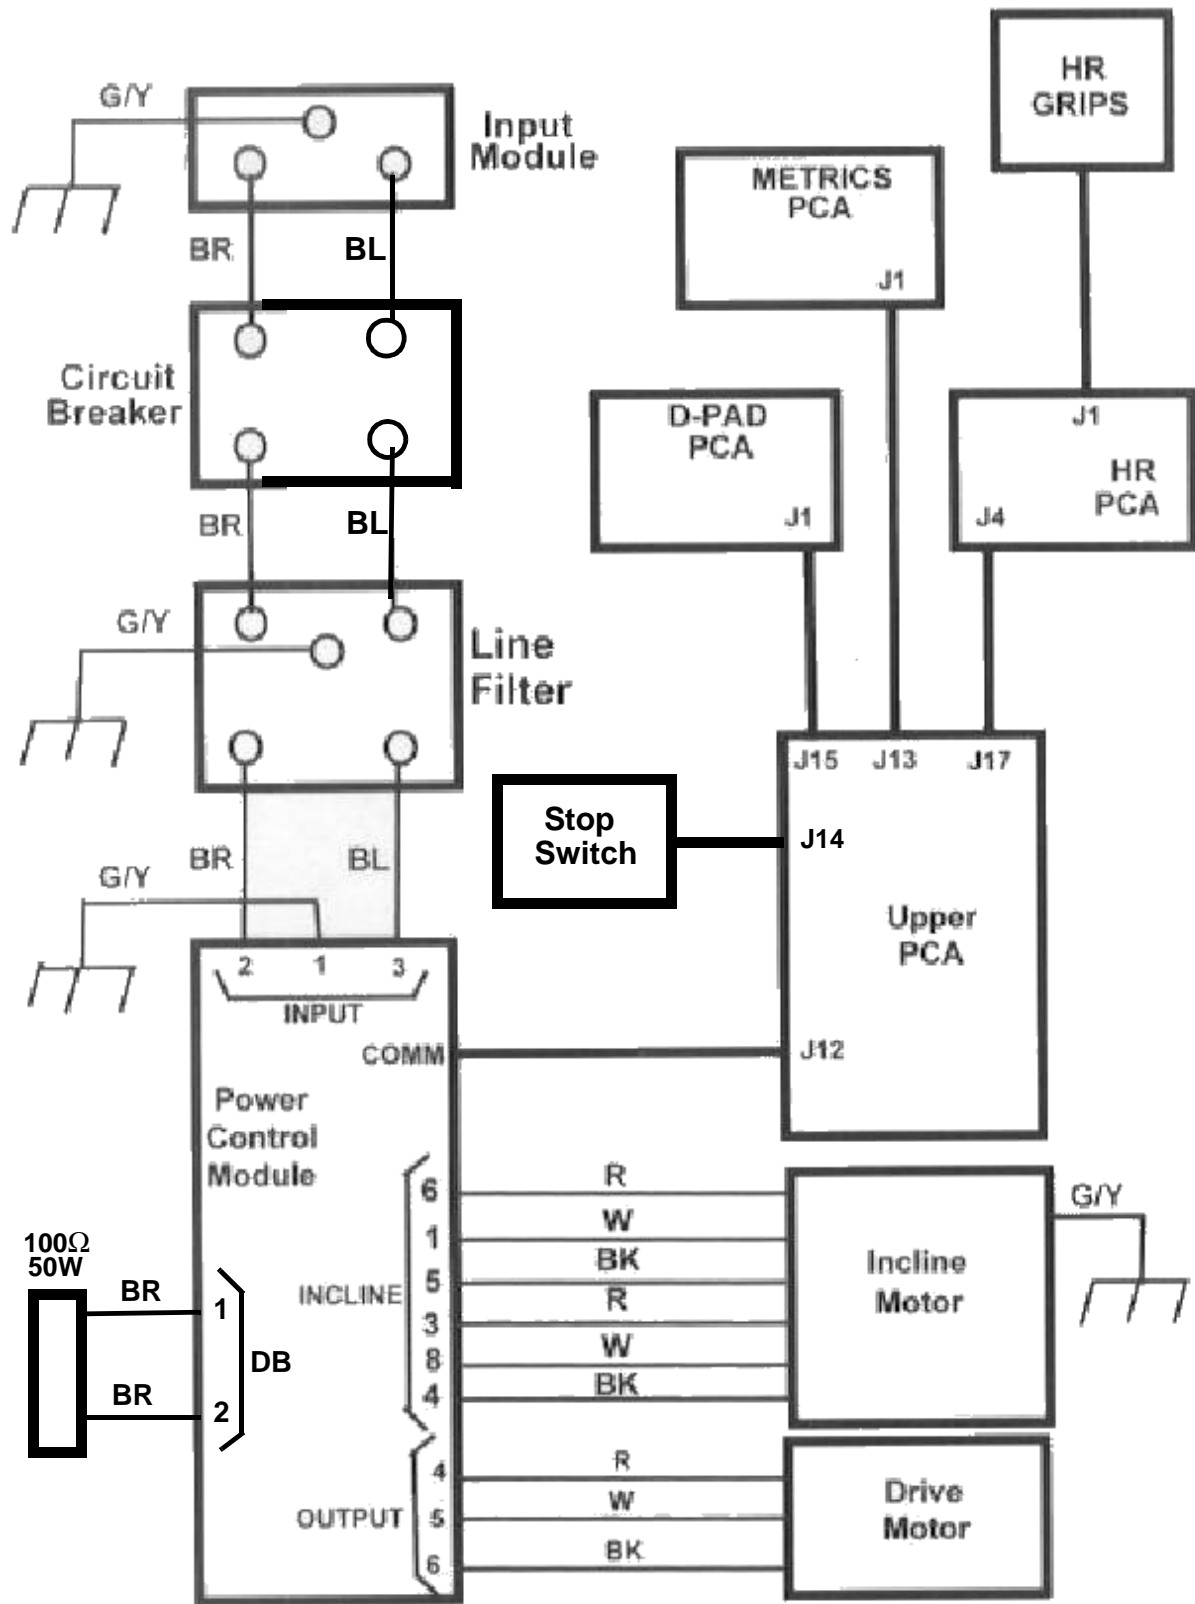 G/Y
Input
Module
BR
BL
Circuit
Breaker
BR
BL
G/Y
Line
Filter
BR
BL
G/Y
2
1
3
INPUT
COMM
Power
Control
Module
100Ω
50W
BR
1
DB
BR
2
INCLINE
6
1
5
3
8
4
R
W
BK
R
W
BK
OUTPUT
4
5
6
R
W
BK
HR
GRIPS
METRICS
PCA
J1
D-PAD
PCA
J1
J1
HR
PCA
J4
Stop
Switch
J15
J13
J17
J14
Upper
PCA
J12
Incline
Motor
G/Y
Drive
Motor